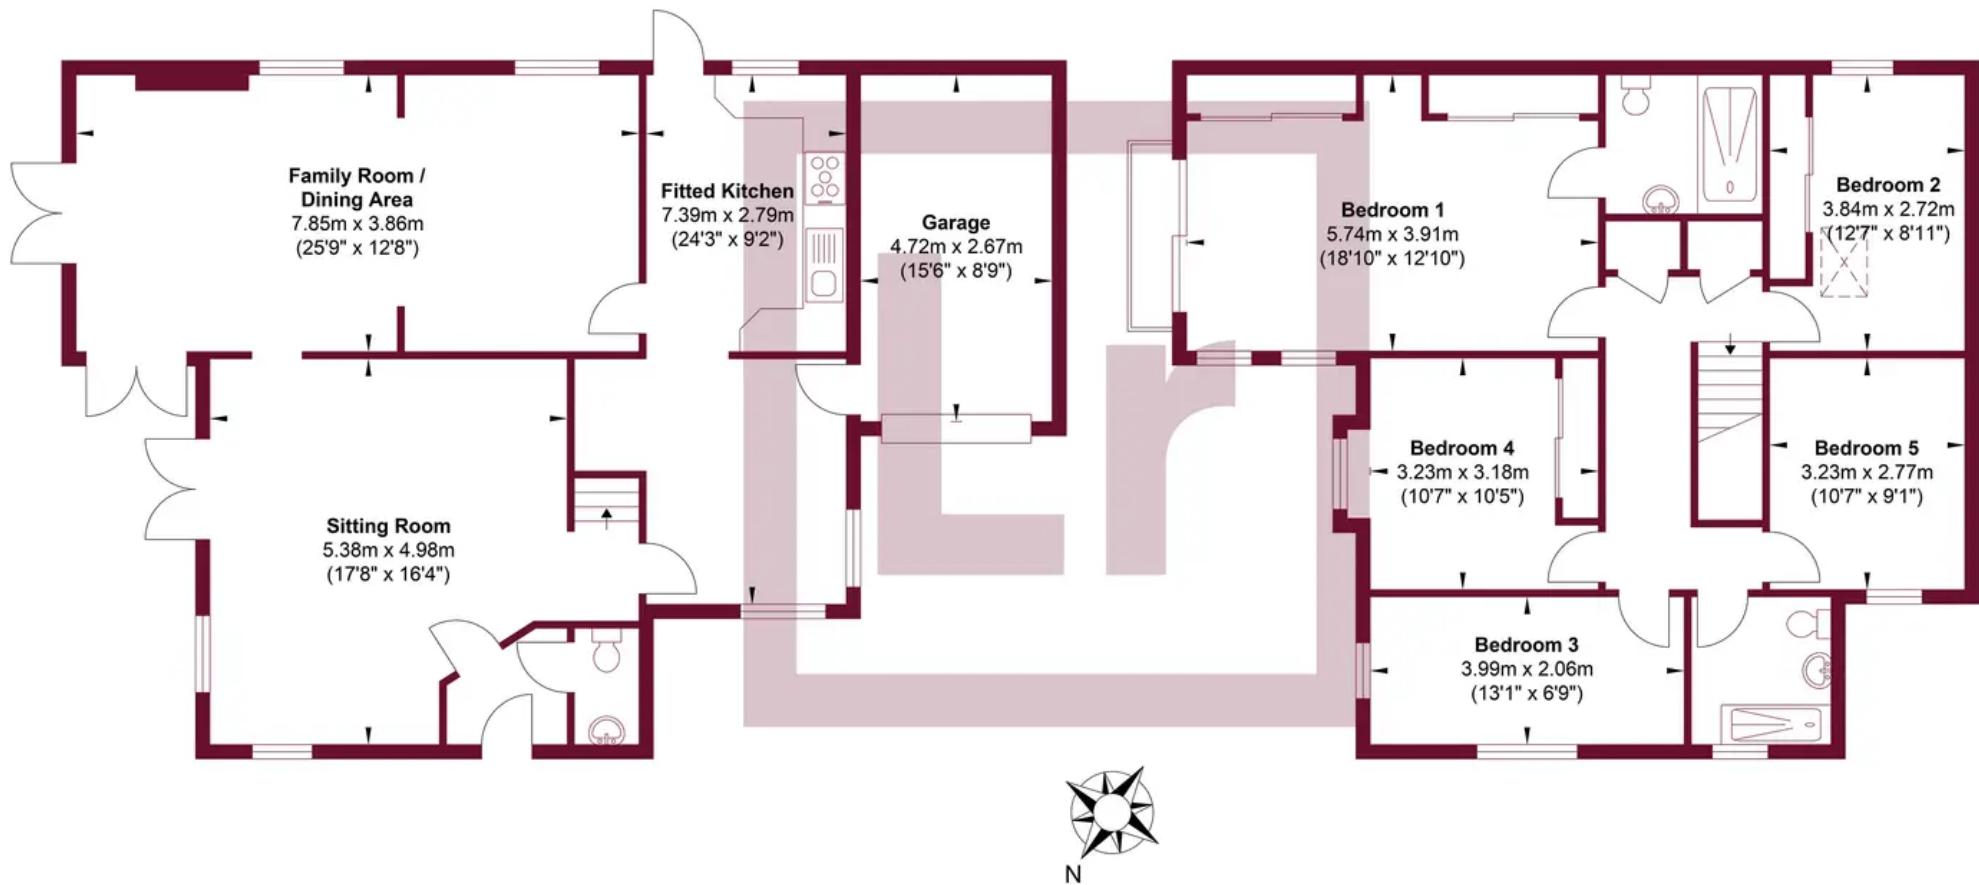 Family Room /
Dining Area
7.85m x 3.86m
(25'9" x 12'8")
Fitted Kitchen
7.39m x 2.79m
(24'3" x 9'2")
Garage
4.72m x 2.67m
(15'6" x 8'9")
Sitting Room
5.38m x 4.98m
(17'8" x 16'4")
Bedroom 1
5.74m x 3.91m
(18'10" x 12'10")
Bedroom 2
3.84m x 2.72m
(12'7" x 8'11")
Bedroom 4
3.23m x 3.18m
(10'7" x 10'5")
Bedroom 5
3.23m x 2.77m
(10'7" x 9'1")
Bedroom 3
3.99m x 2.06m
(13'1" x 6'9")
Lr
N